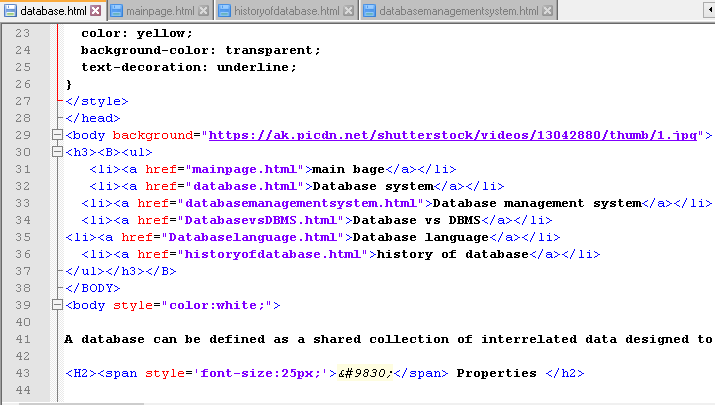 database.html mainpage.html historyofdatabase.html databasemanagementsystem.html
23 color: yellow;
24 background-color: transparent;
25 text-decoration: underline;
26 }
27 </style>
28 </head>
29 <body background="https://ak.picdn.net/shutterstock/videos/13042880/thumb/1.jpg">
30 <h3><B><ul>
31 <li><a href="mainpage.html">main bage</a></li>
32 <li><a href="database.html">Database system</a></li>
33 <li><a href="databasemanagementsystem.html">Database management system</a></li>
34 <li><a href="DatabasevsDBMS.html">Database vs DBMS</a></li>
35 <li><a href="Databaselanguage.html">Database language</a></li>
36 <li><a href="historyofdatabase.html">history of database</a></li>
37 </ul></h3></B>
38 </BODY>
39 <body style="color:white;">
40
41 A database can be defined as a shared collection of interrelated data designed to
42
43 <H2><span style='font-size:25px;'>&#9830;</span> Properties </h2>
44